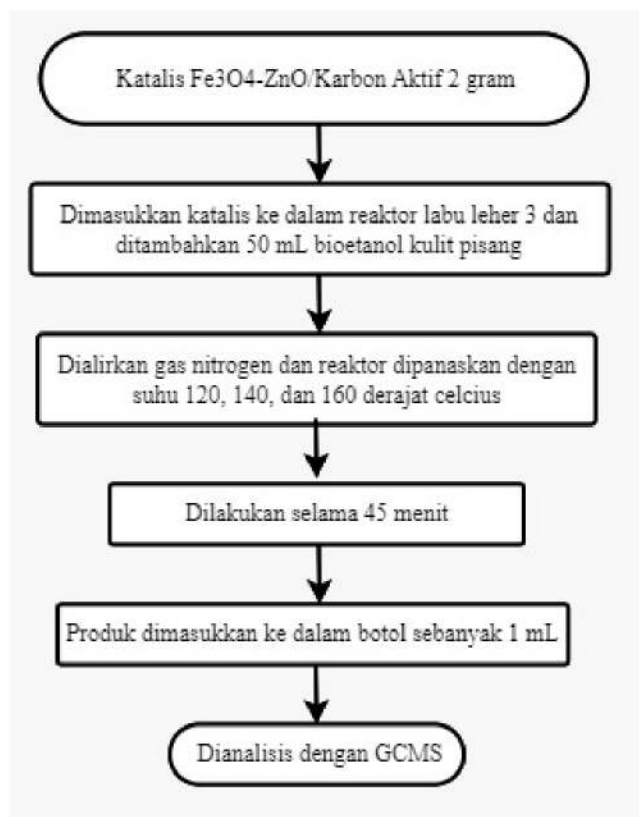 Katalis Fe3O4-ZnO/Karbon Aktif 2 gram
Dimasukkan katalis ke dalam reaktor labu leher 3 dan
ditambahkan 50 mL bioetanol kulit pisang
Dialirkan gas nitrogen dan reaktor dipanaskan dengan
suhu 120, 140, dan 160 derajat celcius
Dilakukan selama 45 menit
Produk dimasukkan ke dalam botol sebanyak 1 mL
Dianalisis dengan GCMS